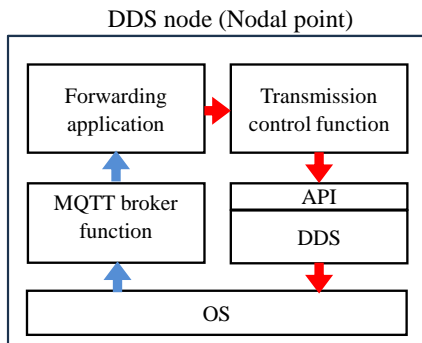 DDS node (Nodal point)
Forwarding
application
Transmission
control function
MQTT broker
function
API
DDS
OS